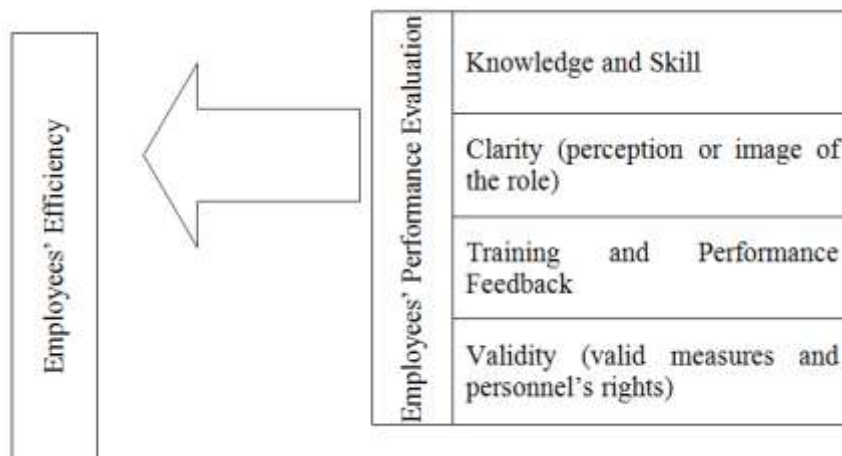 Employees' Efficiency
Employees' Performance Evaluation
Knowledge and Skill
Clarity (perception or image of
the role)
Training and Performance
Feedback
Validity (valid measures and
personnel's rights)